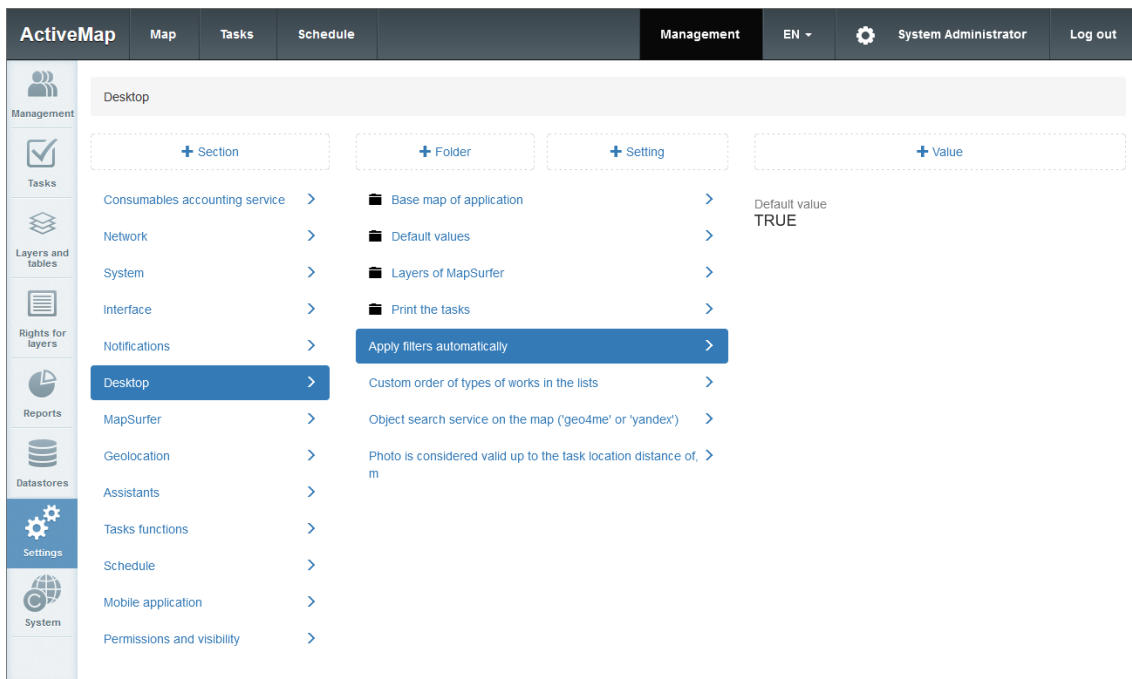 ActiveMap Map Tasks Schedule Management EN System Administrator Log out
Management
Tasks
Layers and
tables
Rights for
layers
Reports
Datastores
Settings
System
Desktop
+ Section
Consumables accounting service
Network
System
Interface
Notifications
Desktop
MapSurfer
Geolocation
Assistants
Tasks functions
Schedule
Mobile application
Permissions and visibility
+ Folder + Setting
Base map of application
Default values
Layers of MapSurfer
Print the tasks
Apply filters automatically
Custom order of types of works in the lists
Object search service on the map ('geo4me' or 'yandex')
Photo is considered valid up to the task location distance of,
m
+ Value
Default value
TRUE